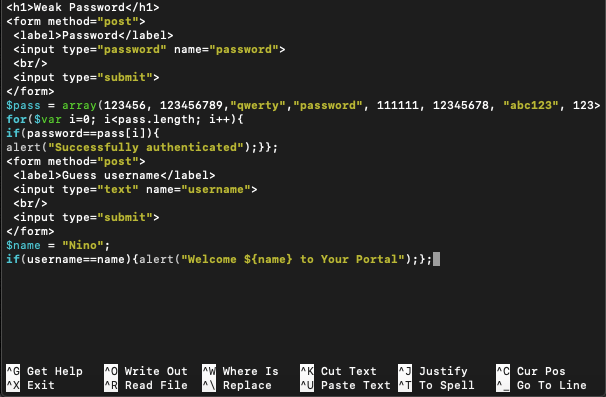 <h1>Weak Password</h1>
<form method="post">
<label>Password</label>
<input type="password" name="password">
<br/>
<input type="submit">
</form>
$pass = array(123456, 123456789,"qwerty","password", 111111, 12345678, "abc123", 123>
for($var i=0; i<pass.length; i++){
if(password==pass[i]){
alert("Successfully authenticated");}};
<form method="post">
<label>Guess username</label>
<input type="text" name="username">
<br/>
<input type="submit">
</form>
$name = "Nino";
if(username==name){alert("Welcome ${name} to Your Portal");};
^G Get Help ^O Write Out ^W Where Is ^K Cut Text ^J Justify ^C Cur Pos
^X Exit ^R Read File ^\ Replace ^U Paste Text ^T To Spell ^_ Go To Line